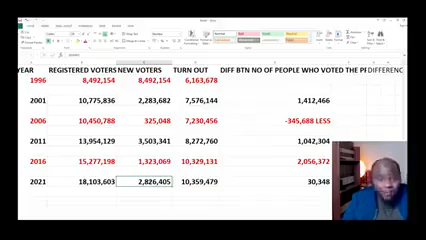 YEAR REGISTERED VOTERS NEW VOTERS TURN OUT DIFF BTN NO OF PEOPLE WHO VOTED THE PI DIFFERENC
1996 8,492,154 8,492,154 6,163,678
2001 10,775,836 2,283,682 7,576,144 1,412,466
2006 10,450,788 325,048 7,230,456 -345,688 LESS
2011 13,954,129 3,503,341 8,272,760 1,042,304
2016 15,277,198 1,323,069 10,329,131 2,056,372
2021 18,103,603 2,826,405 10,359,479 30,348